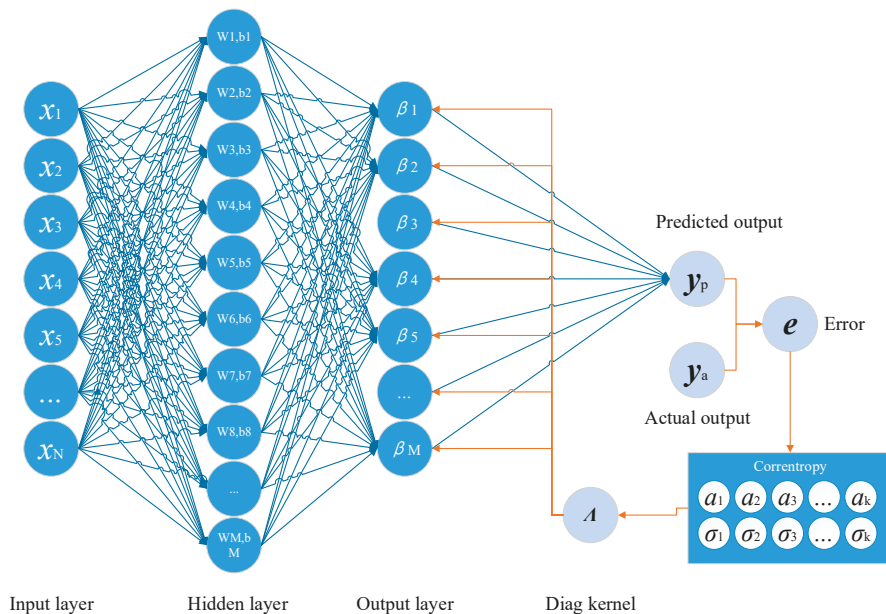 x1
x2
x3
x4
x5
...
xN
W1,b1
W2,b2
W3,b3
W4,b4
W5,b5
W6,b6
W7,b7
W8,b8
...
WM,b
M
β1
β2
β3
β4
β5
...
βM
Predicted output
yp
ya
Actual output
e
Error
Correntropy
a1 a2 a3 ... ak
σ1 σ2 σ3 ... σk
Λ
Input layer
Hidden layer
Output layer
Diag kernel